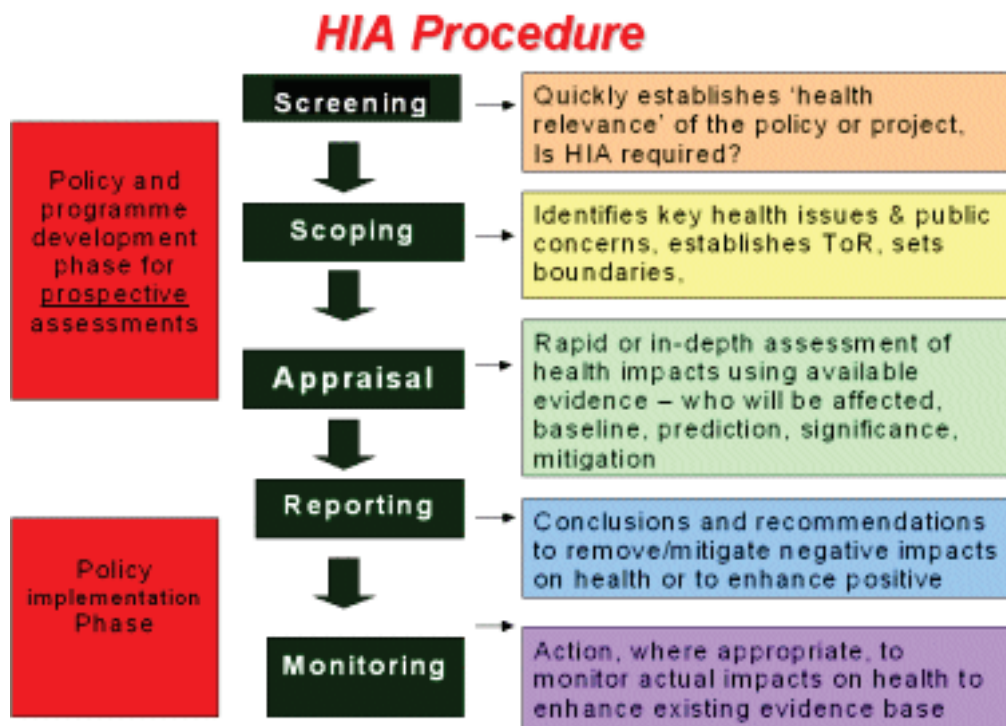 HIA Procedure
Screening
Quickly establishes ‘health
relevance’ of the policy or project,
Is HIA required?
Policy and
programme
development
phase for
prospective
assessments
Scoping
Identifies key health issues & public
concerns, establishes ToR, sets
boundaries,
Appraisal
Rapid or in-depth assessment of
health impacts using available
evidence – who will be affected,
baseline, prediction, significance,
mitigation
Reporting
Conclusions and recommendations
to remove/mitigate negative impacts
on health or to enhance positive
Policy
implementation
Phase
Monitoring
Action, where appropriate, to
monitor actual impacts on health to
enhance existing evidence base